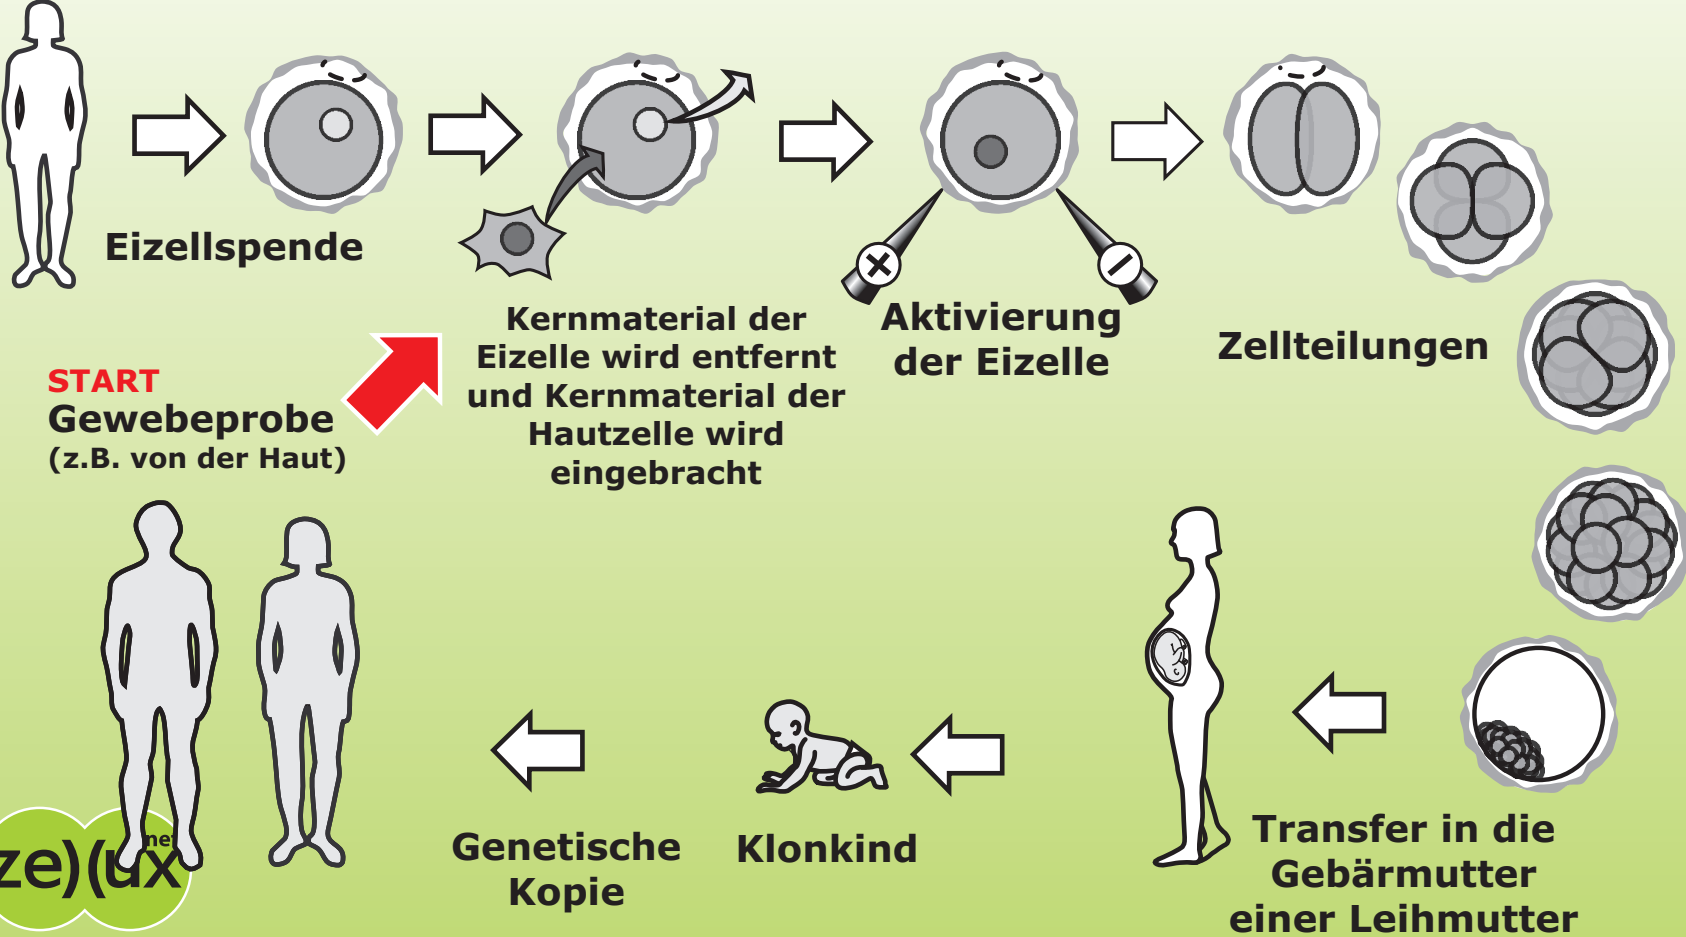 Eizellspende
START
Gewebeprobe
(z.B. von der Haut)
Kernmaterial der
Eizelle wird entfernt
und Kernmaterial der
Hautzelle wird
eingebracht
Aktivierung
der Eizelle
Zellteilungen
Transfer in die
Gebärmutter
einer Leihmutter
Klonkind
Genetische
Kopie
ze)(ux
net